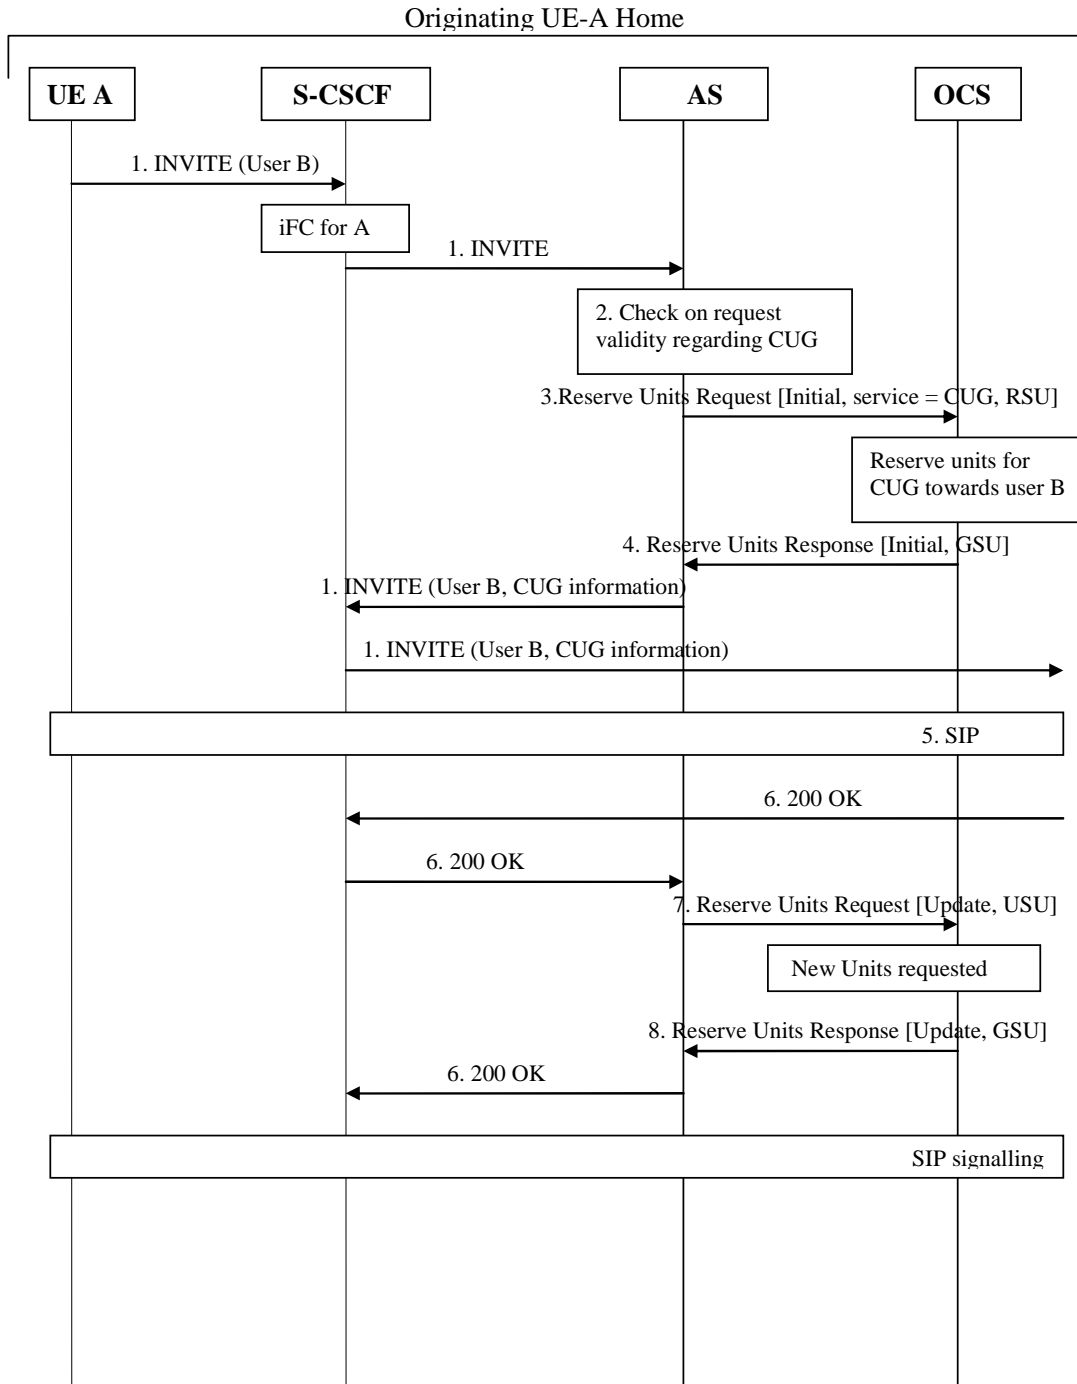 Originating UE-A Home
UE A
S-CSCF
AS
OCS
1. INVITE (User B)
iFC for A
1. INVITE
2. Check on request
validity regarding CUG
3.Reserve Units Request [Initial, service = CUG, RSU]
Reserve units for
CUG towards user B
4. Reserve Units Response [Initial, GSU]
1. INVITE (User B, CUG information)
1. INVITE (User B, CUG information)
5. SIP
6. 200 OK
6. 200 OK
7. Reserve Units Request [Update, USU]
New Units requested
8. Reserve Units Response [Update, GSU]
6. 200 OK
SIP signalling